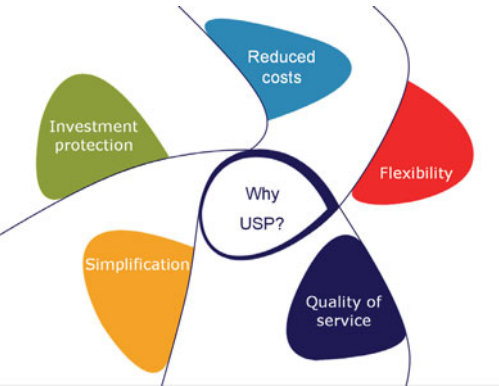 Reduced
costs
Investment
protection
Flexibility
Why
USP?
Simplification
Quality of
service